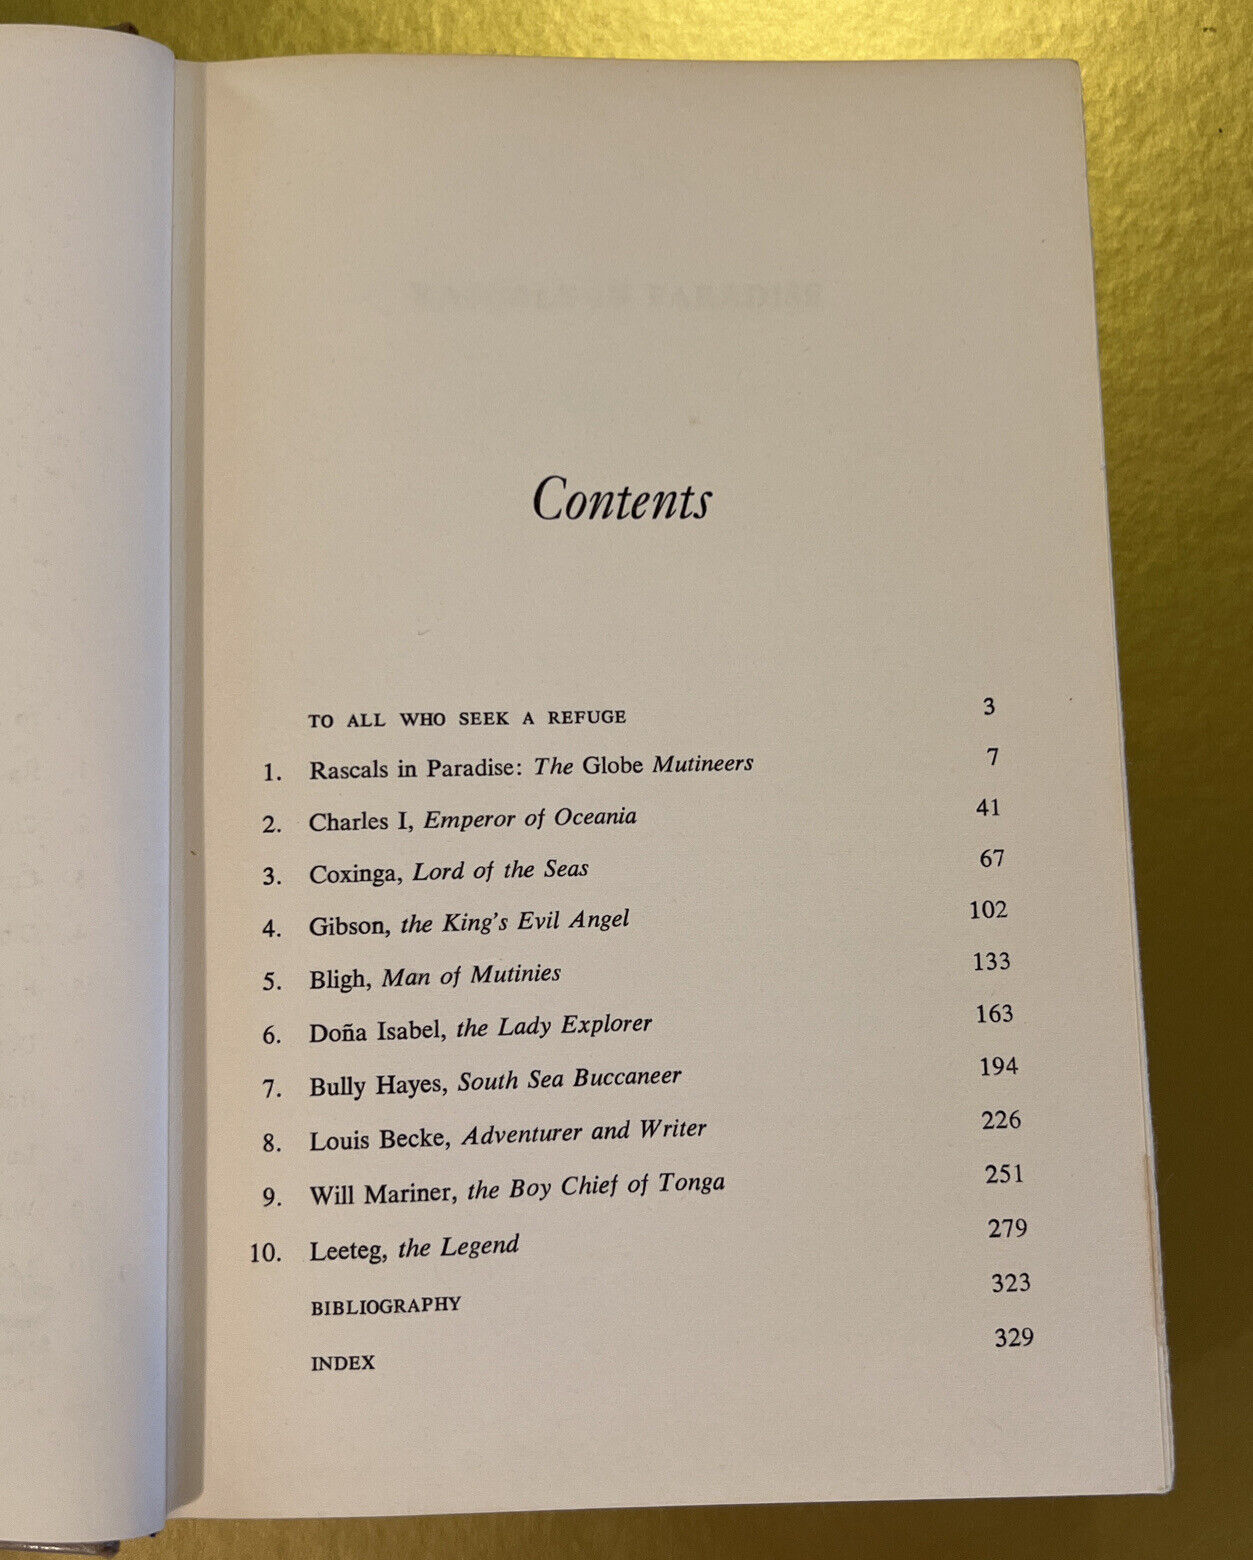 Contents
TO ALL WHO SEEK A REFUGE 3
1. Rascals in Paradise: The Globe Mutineers 7
2. Charles I, Emperor of Oceania 41
3. Coxinga, Lord of the Seas 67
4. Gibson, the King's Evil Angel 102
5. Bligh, Man of Mutinies 133
6. Doña Isabel, the Lady Explorer 163
7. Bully Hayes, South Sea Buccaneer 194
8. Louis Becke, Adventurer and Writer 226
9. Will Mariner, the Boy Chief of Tonga 251
10. Leeteg, the Legend 279
BIBLIOGRAPHY 323
INDEX 329